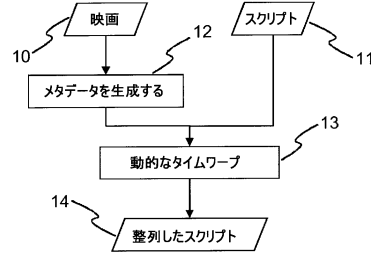 映画
スクリプト
10
12
11
メタデータを生成する
13
動的なタイムワープ
14
整列したスクリプト